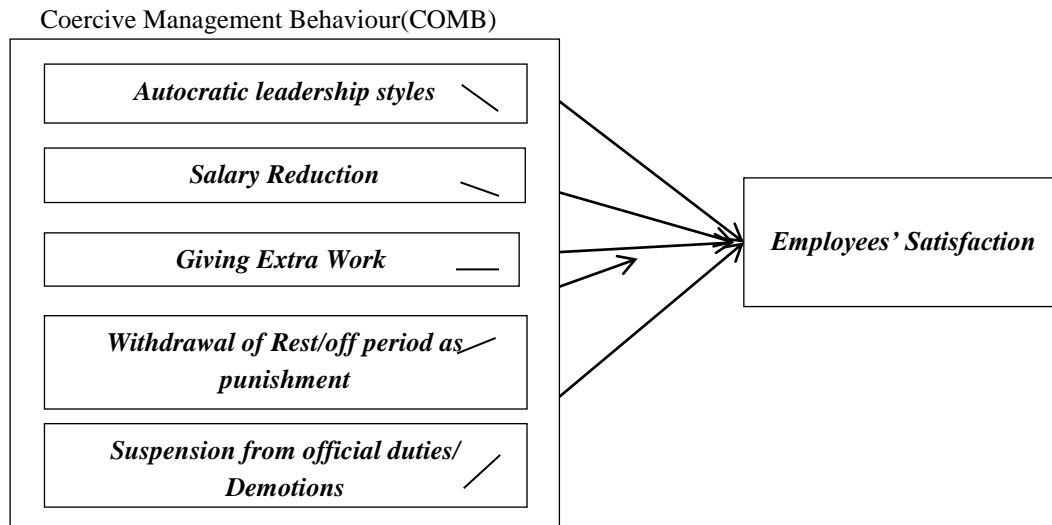 Coercive Management Behaviour(COMB)
Autocratic leadership styles
Salary Reduction
Giving Extra Work
Withdrawal of Rest/off period as
punishment
Suspension from official duties/
Demotions
Employees’ Satisfaction